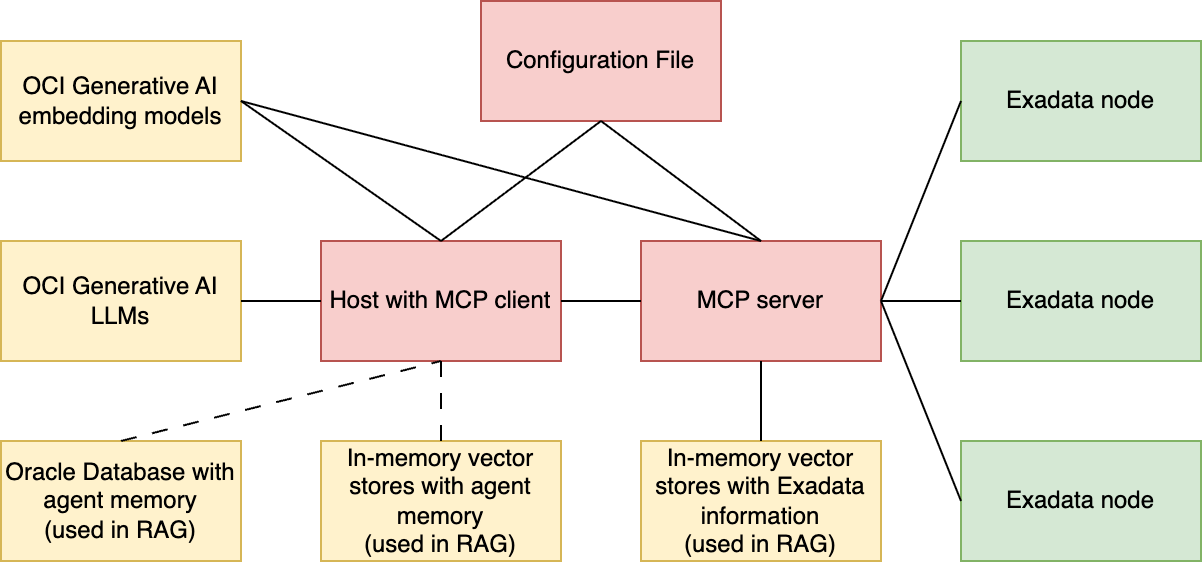 Configuration File
OCI Generative AI
embedding models
Exadata node
OCI Generative AI
LLMs
Host with MCP client
MCP server
Exadata node
Oracle Database with
agent memory
(used in RAG)
In-memory vector
stores with agent
memory
(used in RAG)
In-memory vector
stores with Exadata
information
(used in RAG)
Exadata node